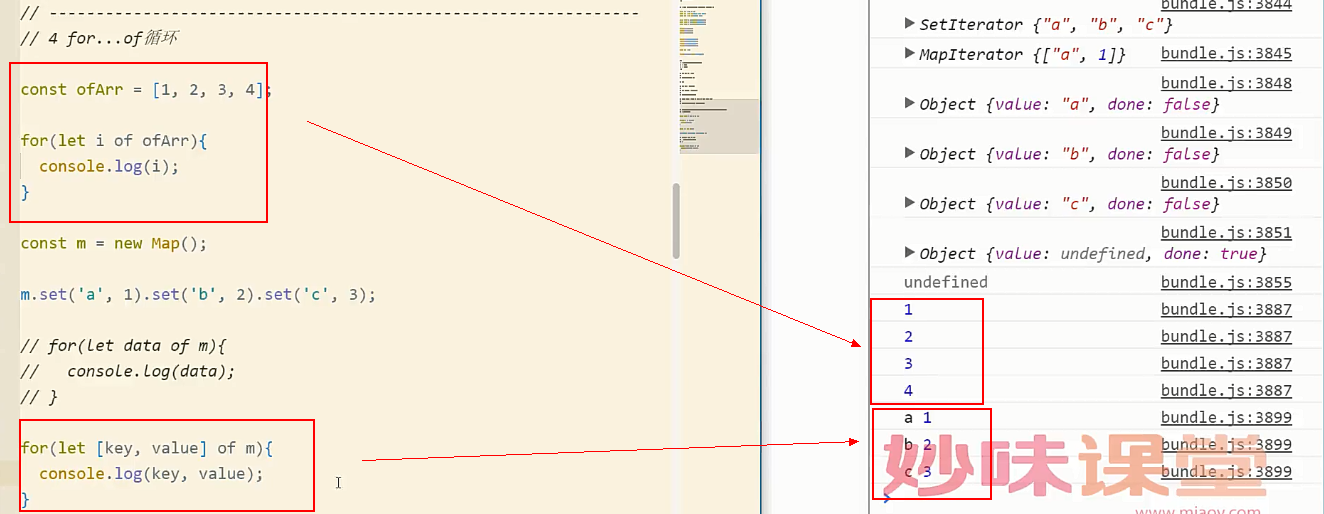 // ---------------------------------------------------------------
// 4 for...of循环
const ofArr = [1, 2, 3, 4];
for(let i of ofArr){
console.log(i);
}
const m = new Map();
m.set('a', 1).set('b', 2).set('c', 3);
// for(let data of m){
//   console.log(data);
// }
for(let [key, value] of m){
console.log(key, value);
}
bundle.js:3844
SetIterator {"a", "b", "c"}
MapIterator {["a", 1]} bundle.js:3845
bundle.js:3848
Object {value: "a", done: false}
bundle.js:3849
Object {value: "b", done: false}
bundle.js:3850
Object {value: "c", done: false}
bundle.js:3851
Object {value: undefined, done: true}
undefined bundle.js:3855
1 bundle.js:3887
2 bundle.js:3887
3 bundle.js:3887
4 bundle.js:3887
a 1 bundle.js:3899
b 2 bundle.js:3899
c 3 bundle.js:3899
妙味课堂
www.miaov.com